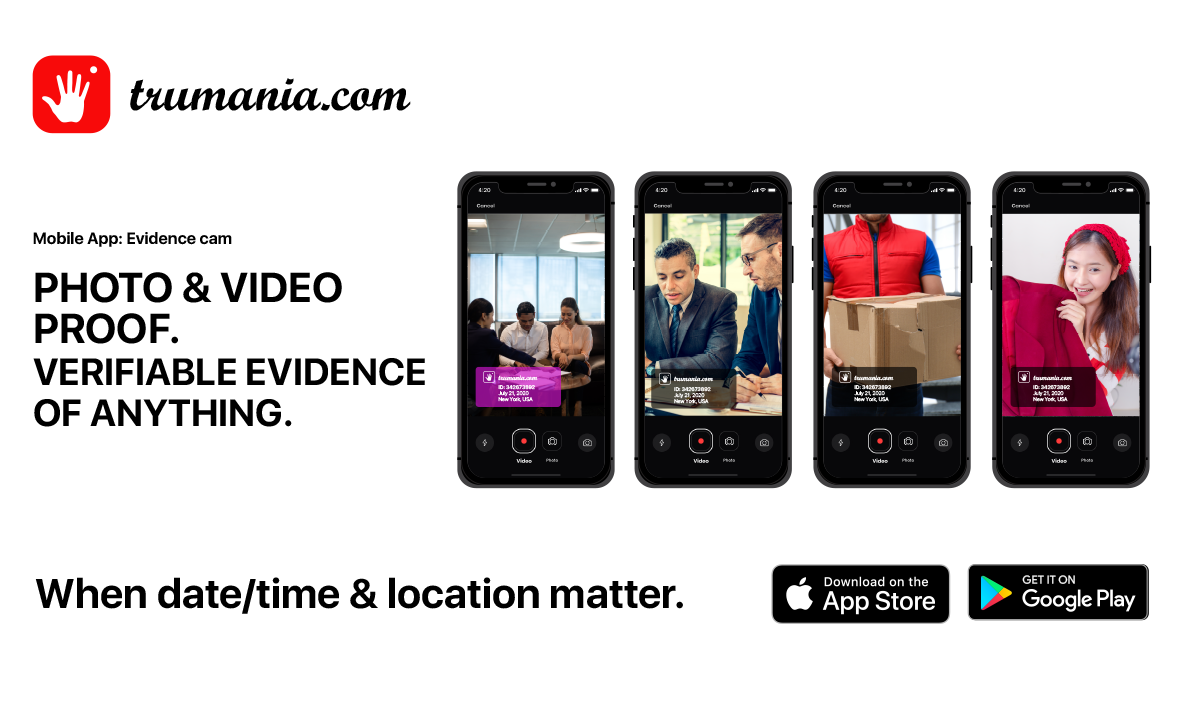 trumania.com
Mobile App: Evidence cam
PHOTO & VIDEO
PROOF.
VERIFIABLE EVIDENCE
OF ANYTHING.
4:20
Cancel
trumania.com
ID: 342673892
July 21, 2020
New York, USA
Video
Photo
4:20
Cancel
trumania.com
ID: 342673892
July 21, 2020
New York, USA
Video
Photo
4:20
Cancel
trumania.com
ID: 342673892
July 21, 2020
New York, USA
Video
Photo
4:20
Cancel
trumania.com
ID: 342673892
July 21, 2020
New York, USA
Video
Photo
When date/time & location matter.
Download on the
App Store
GET IT ON
Google Play